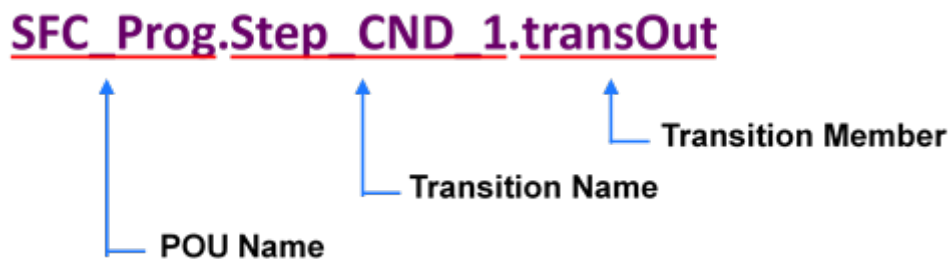 SFC_Prog.Step_CND_1.transOut
Transition Member
Transition Name
POU Name